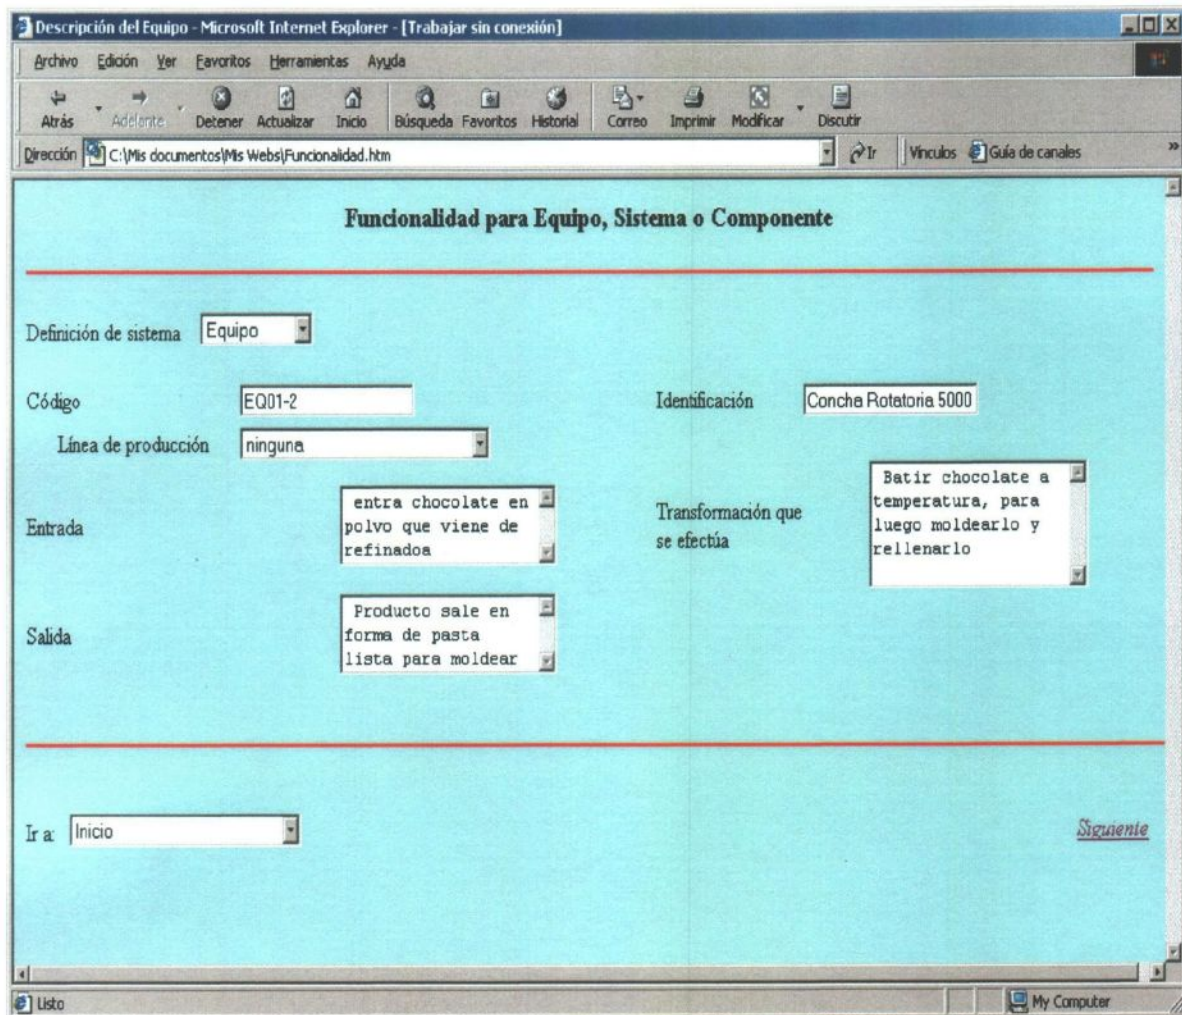 Descripción del Equipo - Microsoft Internet Explorer - [Trabajar sin conexión]
Archivo Edición Ver Favoritos Herramientas Ayuda
Atrás Adelante Detener Actualizar Inicio Búsqueda Favoritos Historial Correo Imprimir Modificar Discutir
Dirección C:\Mis documentos\Mis Webs\Funcionalidad.htm Ir Vínculos Guía de canales »
Funcionalidad para Equipo, Sistema o Componente
Definición de sistema Equipo
Código EQ01-2 Identificación Concha Rotatoria 5000
Línea de producción ninguna
Entrada
entra chocolate en
polvo que viene de
refinadoa
Transformación que
se efectúa
Batir chocolate a
temperatura, para
luego moldearlo y
rellenarlo
Salida
Producto sale en
forma de pasta
lista para moldear
Ir a: Inicio Siguiente
Listo My Computer